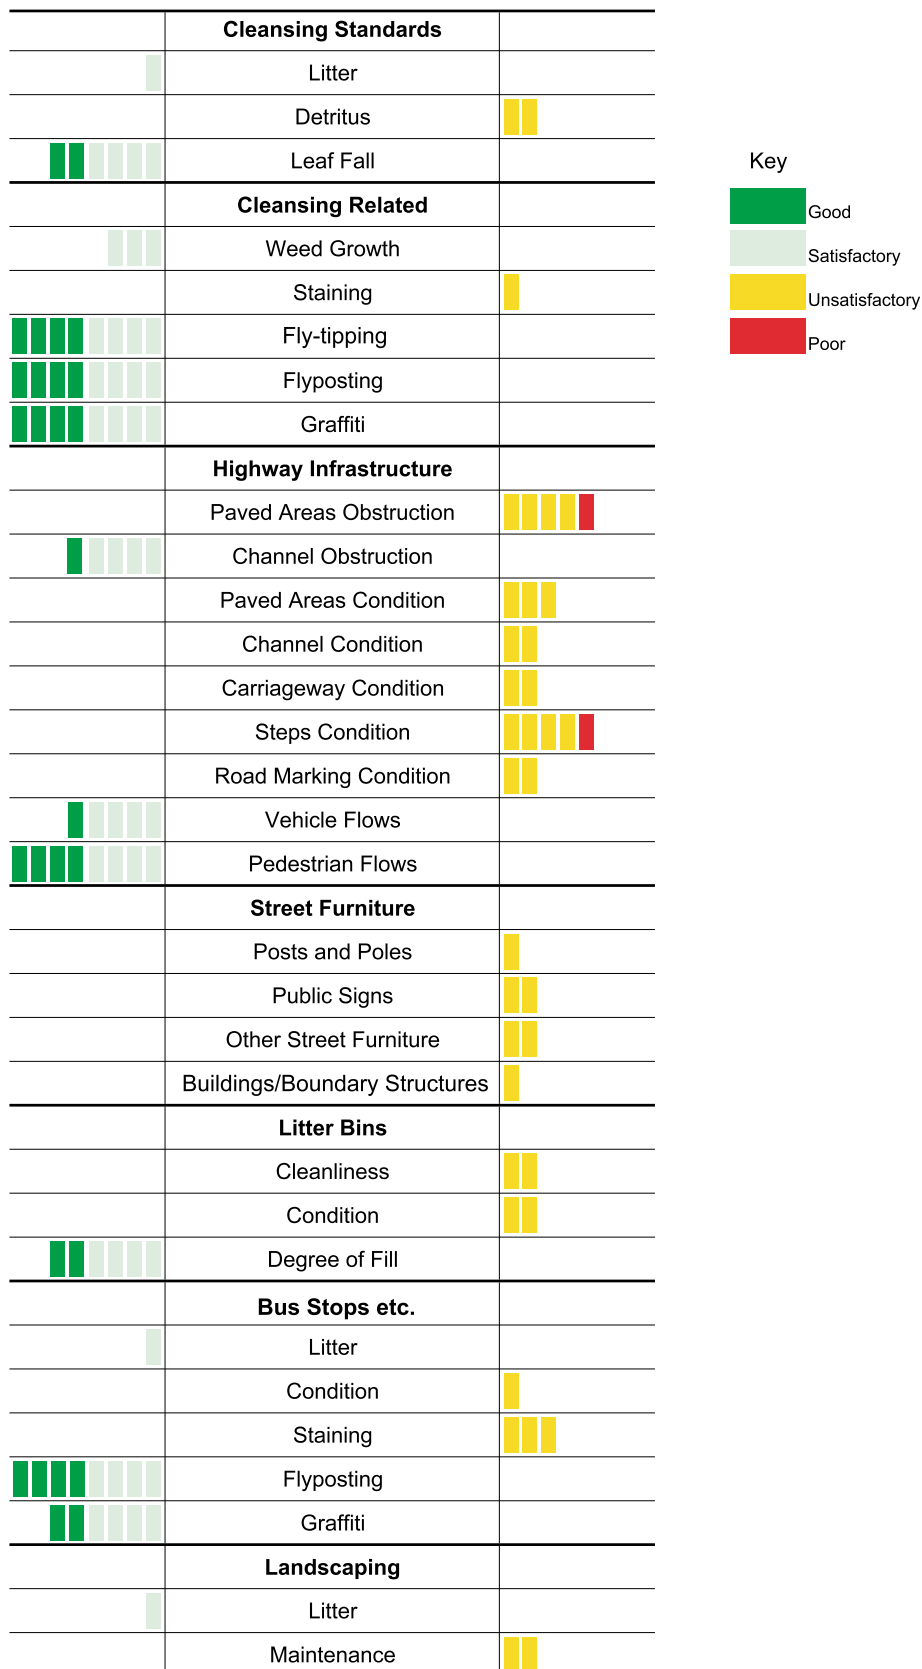 Cleansing Standards
Litter
Detritus
Leaf Fall
Cleansing Related
Weed Growth
Staining
Fly-tipping
Flyposting
Graffiti
Highway Infrastructure
Paved Areas Obstruction
Channel Obstruction
Paved Areas Condition
Channel Condition
Carriageway Condition
Steps Condition
Road Marking Condition
Vehicle Flows
Pedestrian Flows
Street Furniture
Posts and Poles
Public Signs
Other Street Furniture
Buildings/Boundary Structures
Litter Bins
Cleanliness
Condition
Degree of Fill
Bus Stops etc.
Litter
Condition
Staining
Flyposting
Graffiti
Landscaping
Litter
Maintenance
Key
Good
Satisfactory
Unsatisfactory
Poor